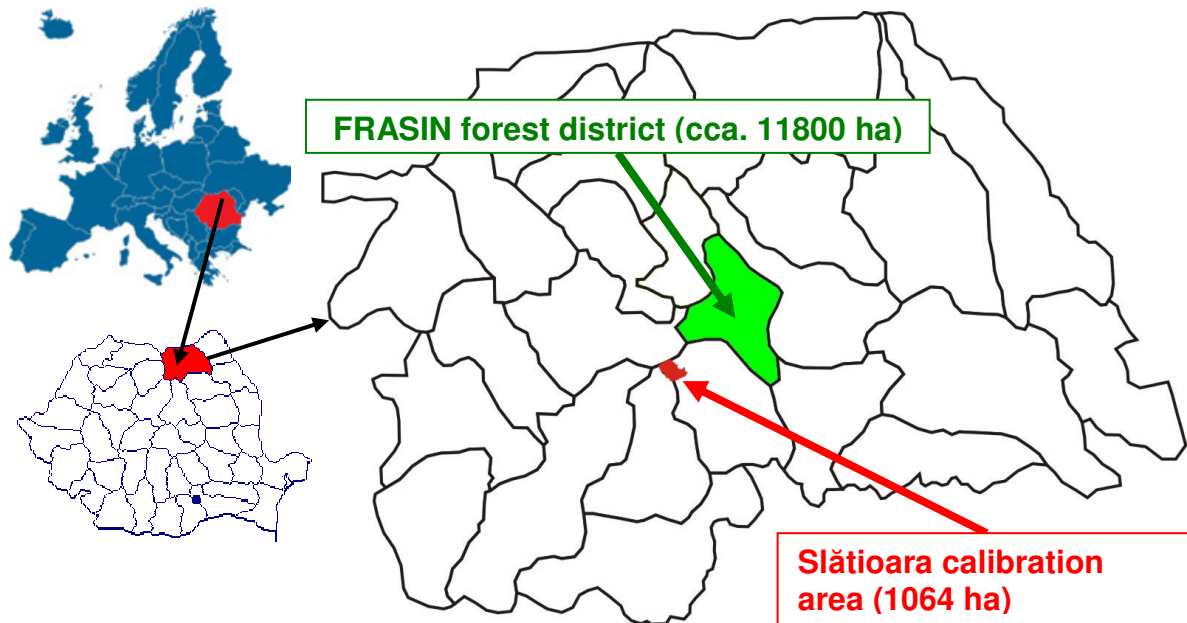 FRASIN forest district (cca. 11800 ha)
Slătioara calibration
area (1064 ha)